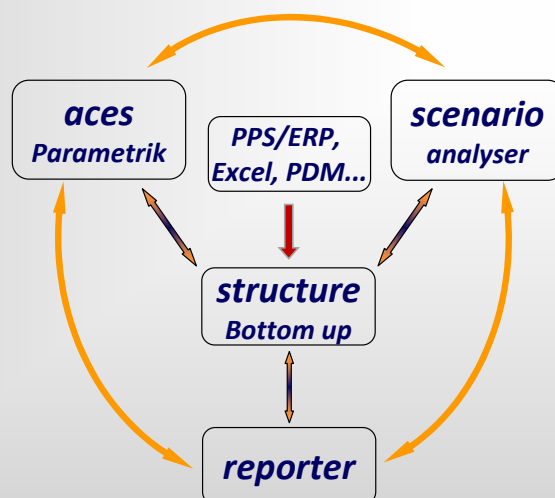 aces
Parametrik
scenario
analyser
PPS/ERP,
Excel, PDM...
structure
Bottom up
reporter